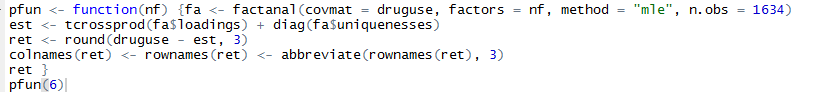 pfun <- function(nf) {fa <- factanal(covmat = druguse, factors = nf, method = "mle", n.obs = 1634)
est <- tcrossprod(fa$loadings) + diag(fa$uniquenesses)
ret <- round(druguse - est, 3)
colnames(ret) <- rownames(ret) <- abbreviate(rownames(ret), 3)
ret }
pfun(6)